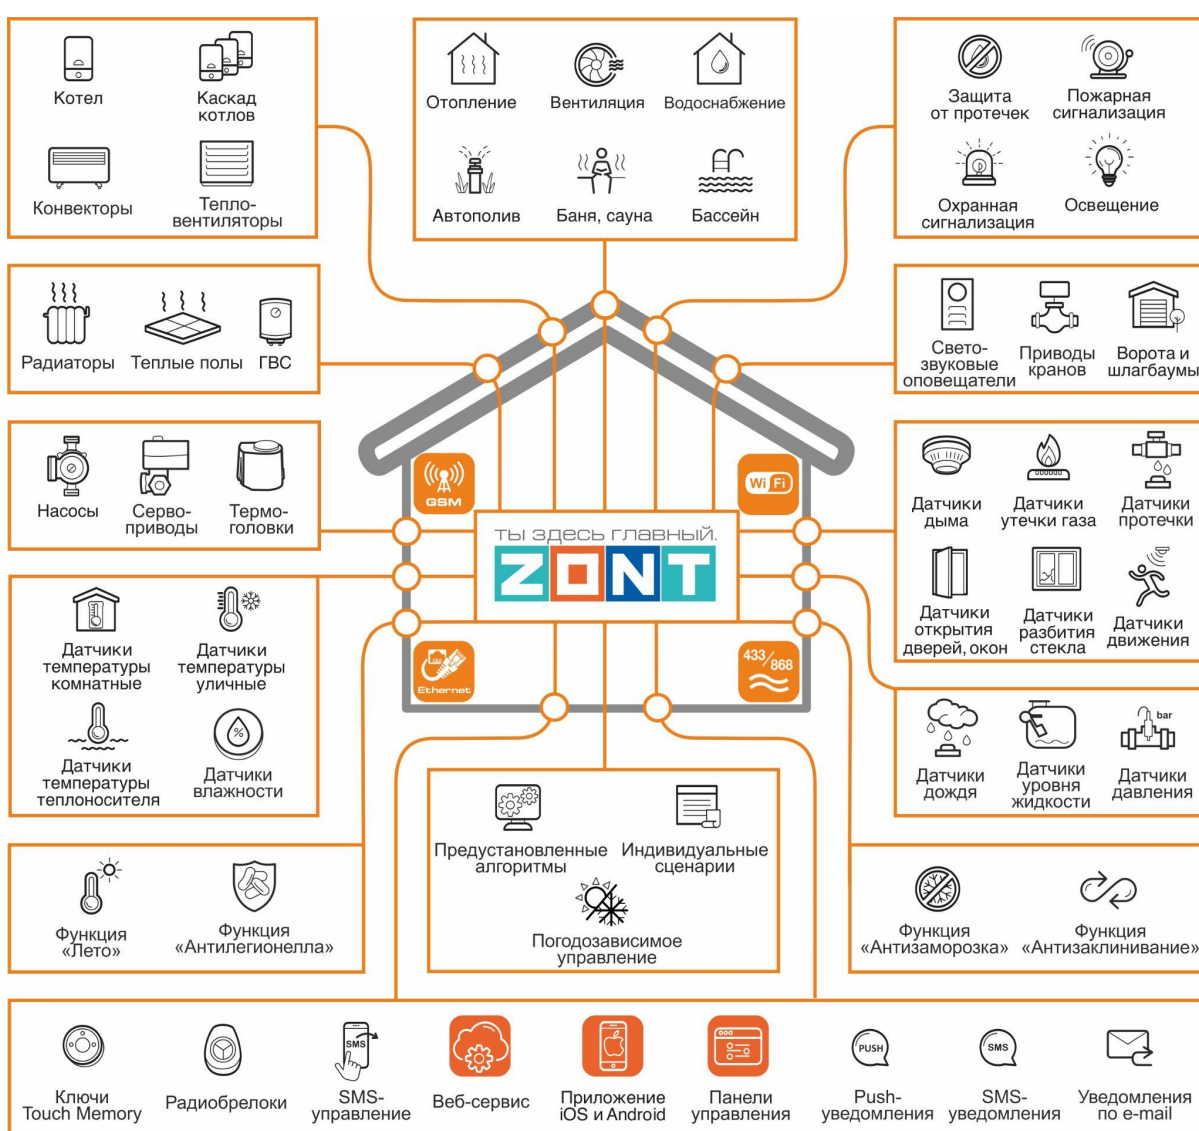 Котел
Каскад
котлов
Конвекторы
Тепло-
вентиляторы
Отопление
Вентиляция
Водоснабжение
Автополив
Баня, сауна
Бассейн
Защита
от протечек
Пожарная
сигнализация
Охранная
сигнализация
Освещение
Радиаторы
Теплые полы
ГВС
Свето-
звуковые
оповещатели
Приводы
кранов
Ворота и
шлагбаумы
Насосы
Серво-
приводы
Термо-
головки
GSM
Wi Fi
ты здесь главный.
ZONT
Ethernet
433/868
Датчики
дыма
Датчики
утечки газа
Датчики
протечки
Датчики
открытия
дверей, окон
Датчики
разбития
стекла
Датчики
движения
Датчики
температуры
комнатные
Датчики
температуры
уличные
Датчики
температуры
теплоносителя
%
Датчики
влажности
Датчики
дождя
Датчики
уровня
жидкости
bar
Датчики
давления
Предустановленные
алгоритмы
Индивидуальные
сценарии
Погодозависимое
управление
Функция
«Лето»
Функция
«Антилегионелла»
Функция
«Антизаморозка»
Функция
«Антизаклинивание»
Ключи
Touch Memory
Радиобрелоки
SMS
SMS-
управление
Веб-сервис
Приложение
iOS и Android
Панели
управления
PUSH
Push-
уведомления
SMS
SMS-
уведомления
Уведомления
по e-mail